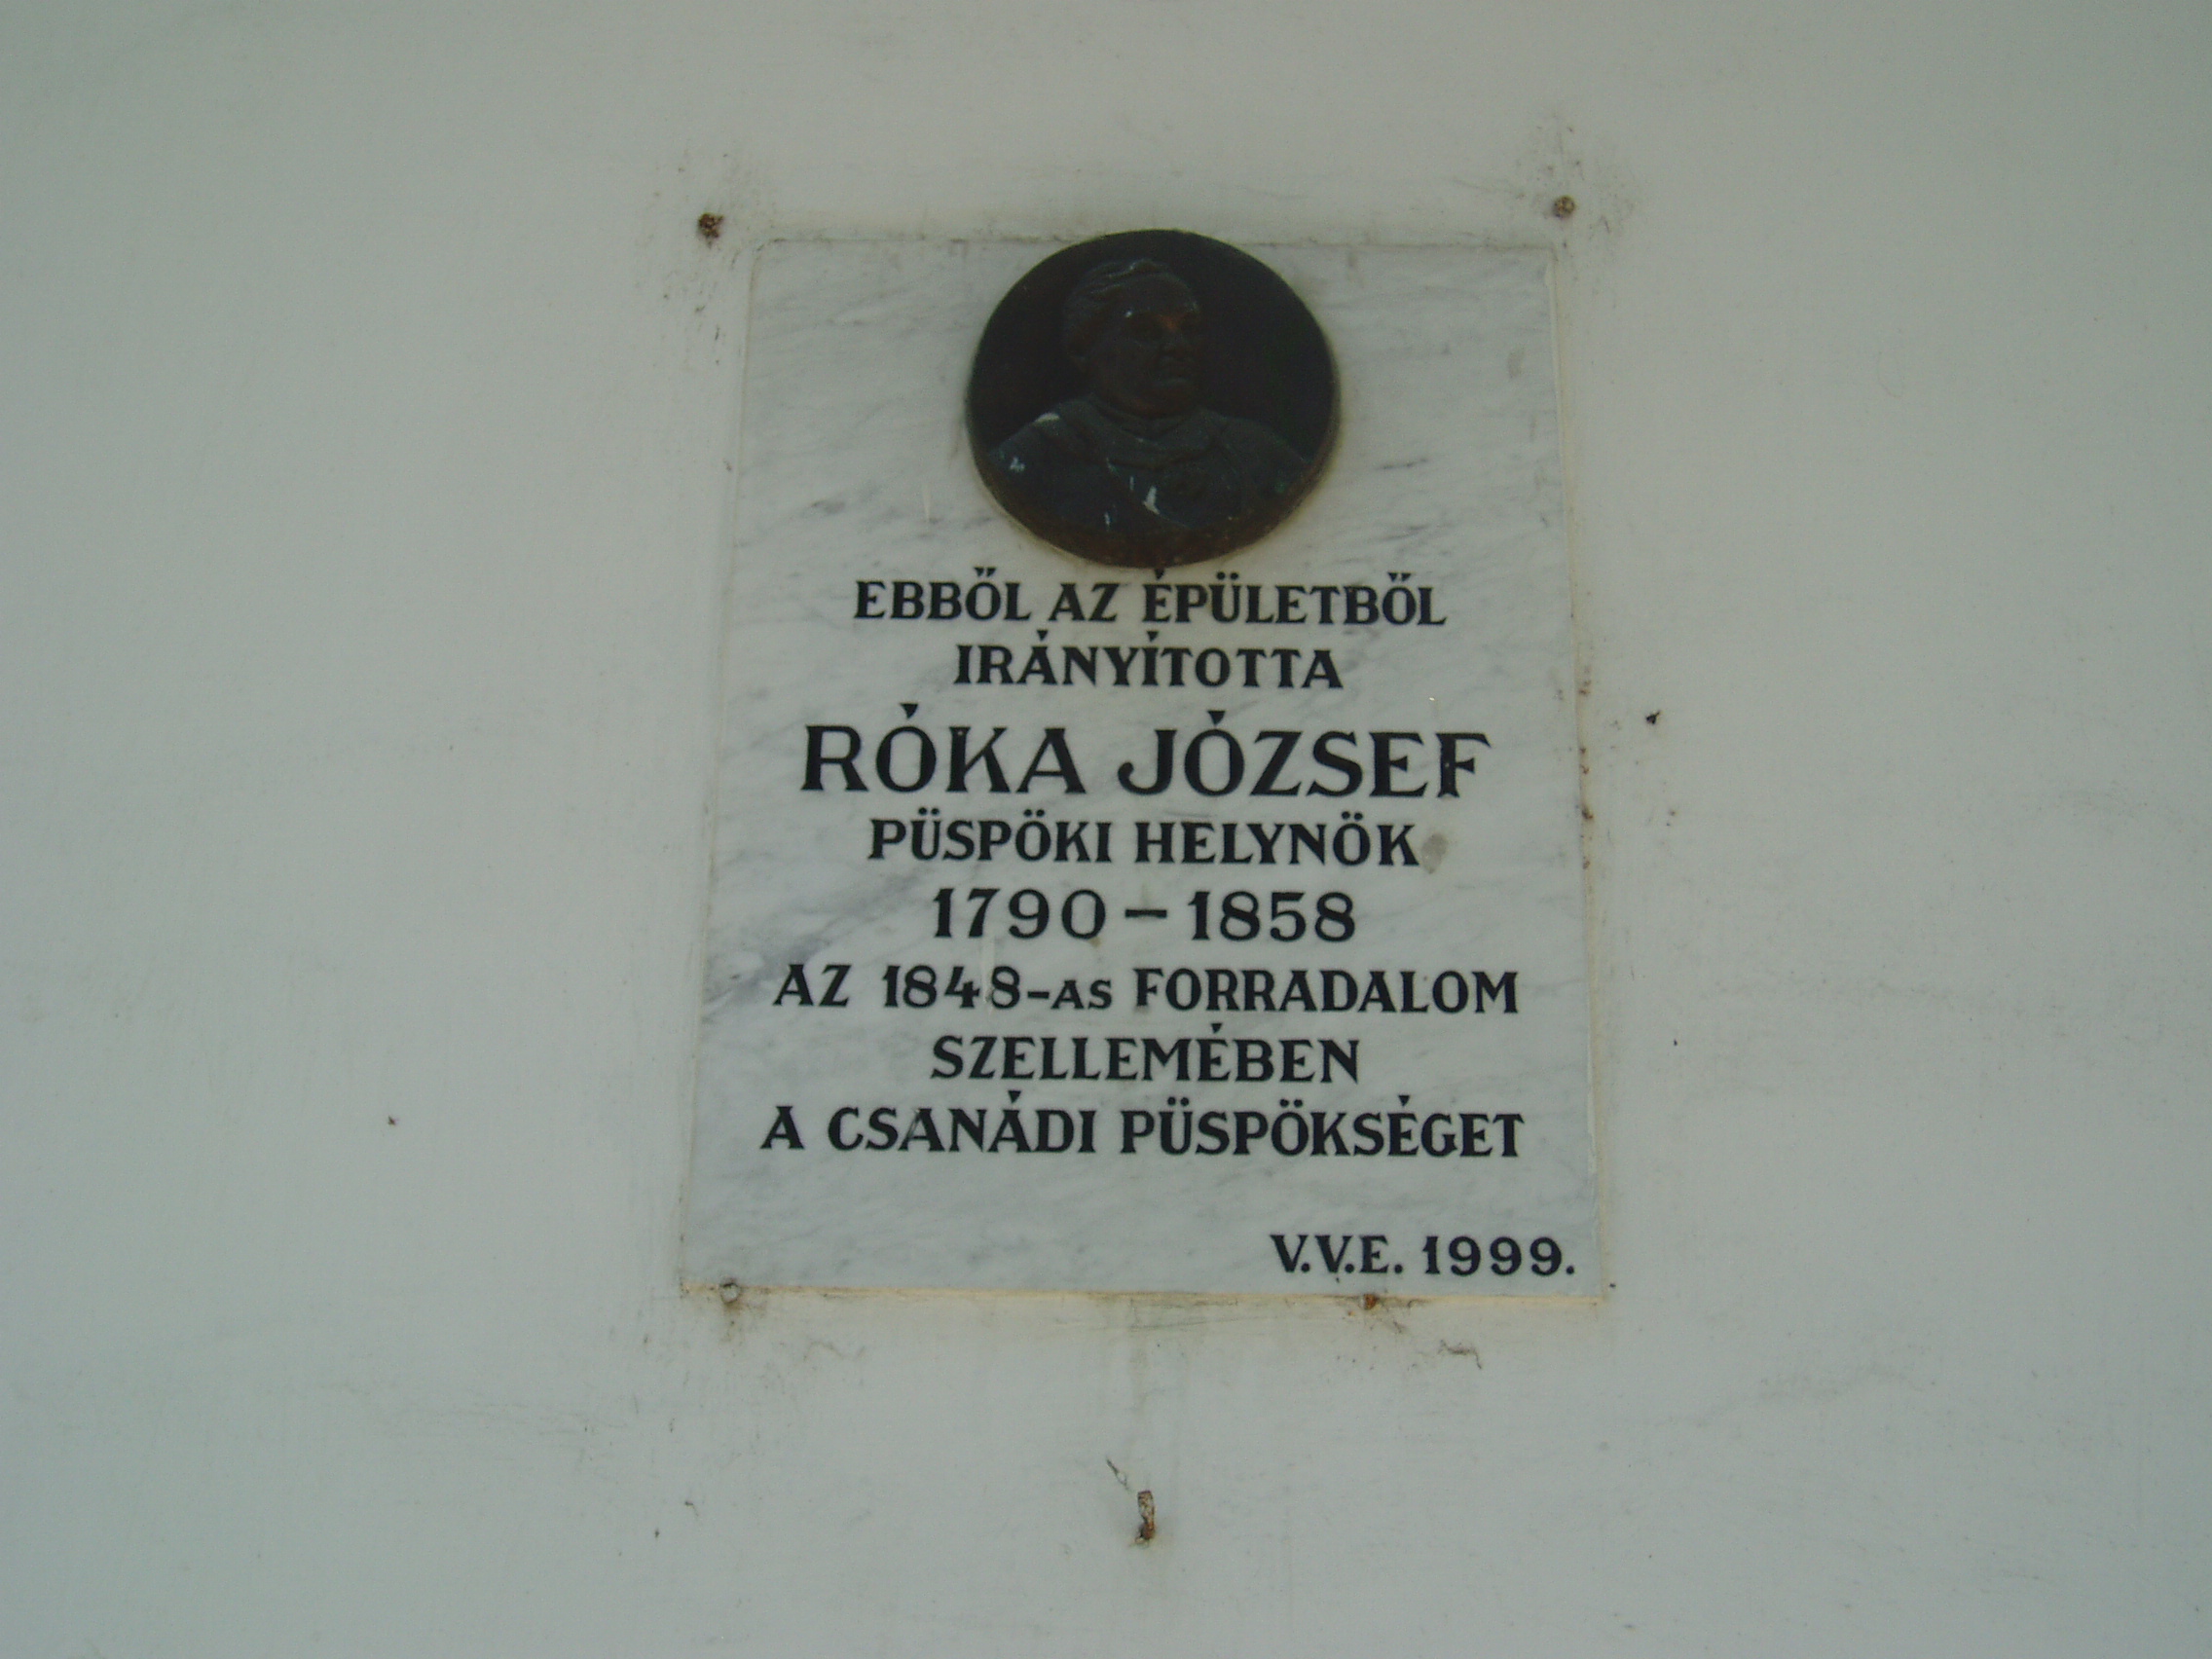 EBBŐL AZ ÉPÜLETBŐL
IRÁNYÍTOTTA
RÓKA JÓZSEF
PÜSPÖKI HELYNÖK
1790 – 1858
AZ 1848-AS FORRADALOM
SZELLEMÉBEN
A CSANÁDI PÜSPÖKSÉGET
V.V.E. 1999.